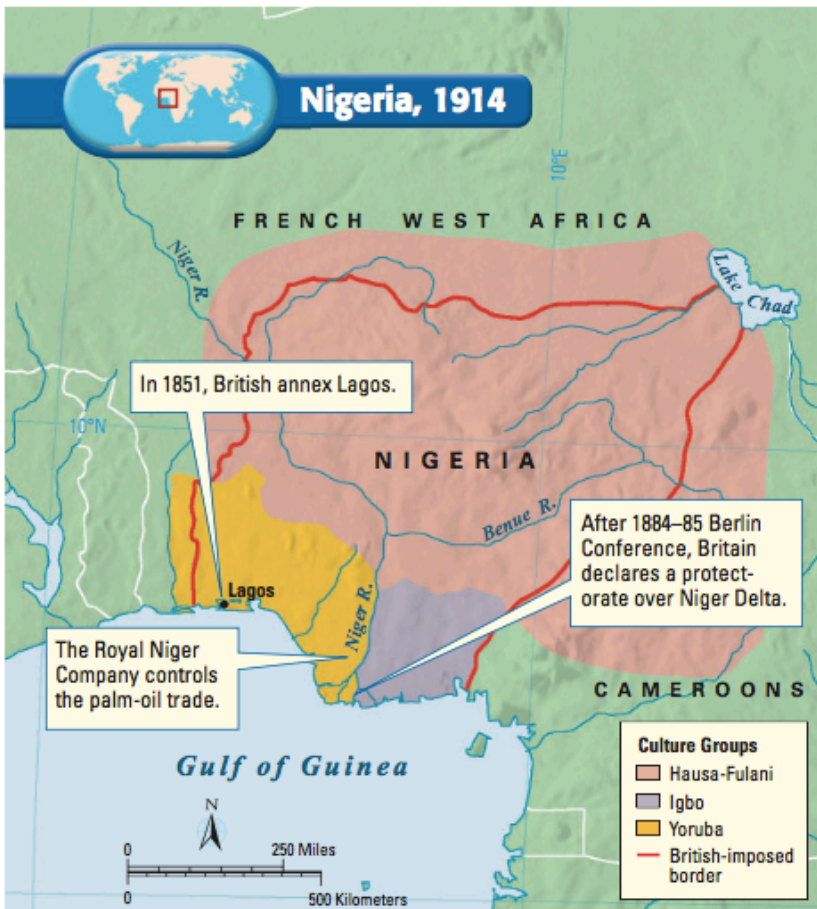 Nigeria, 1914
10°E
FRENCH WEST AFRICA
Niger R.
Lake
Chad
In 1851, British annex Lagos.
10°N
NIGERIA
Benue R.
After 1884–85 Berlin
Conference, Britain
declares a protect-
orate over Niger Delta.
Lagos
Niger R.
The Royal Niger
Company controls
the palm-oil trade.
CAMEROONS
Gulf of Guinea
Culture Groups
Hausa-Fulani
Igbo
Yoruba
British-imposed
border
N
0 250 Miles
0 500 Kilometers